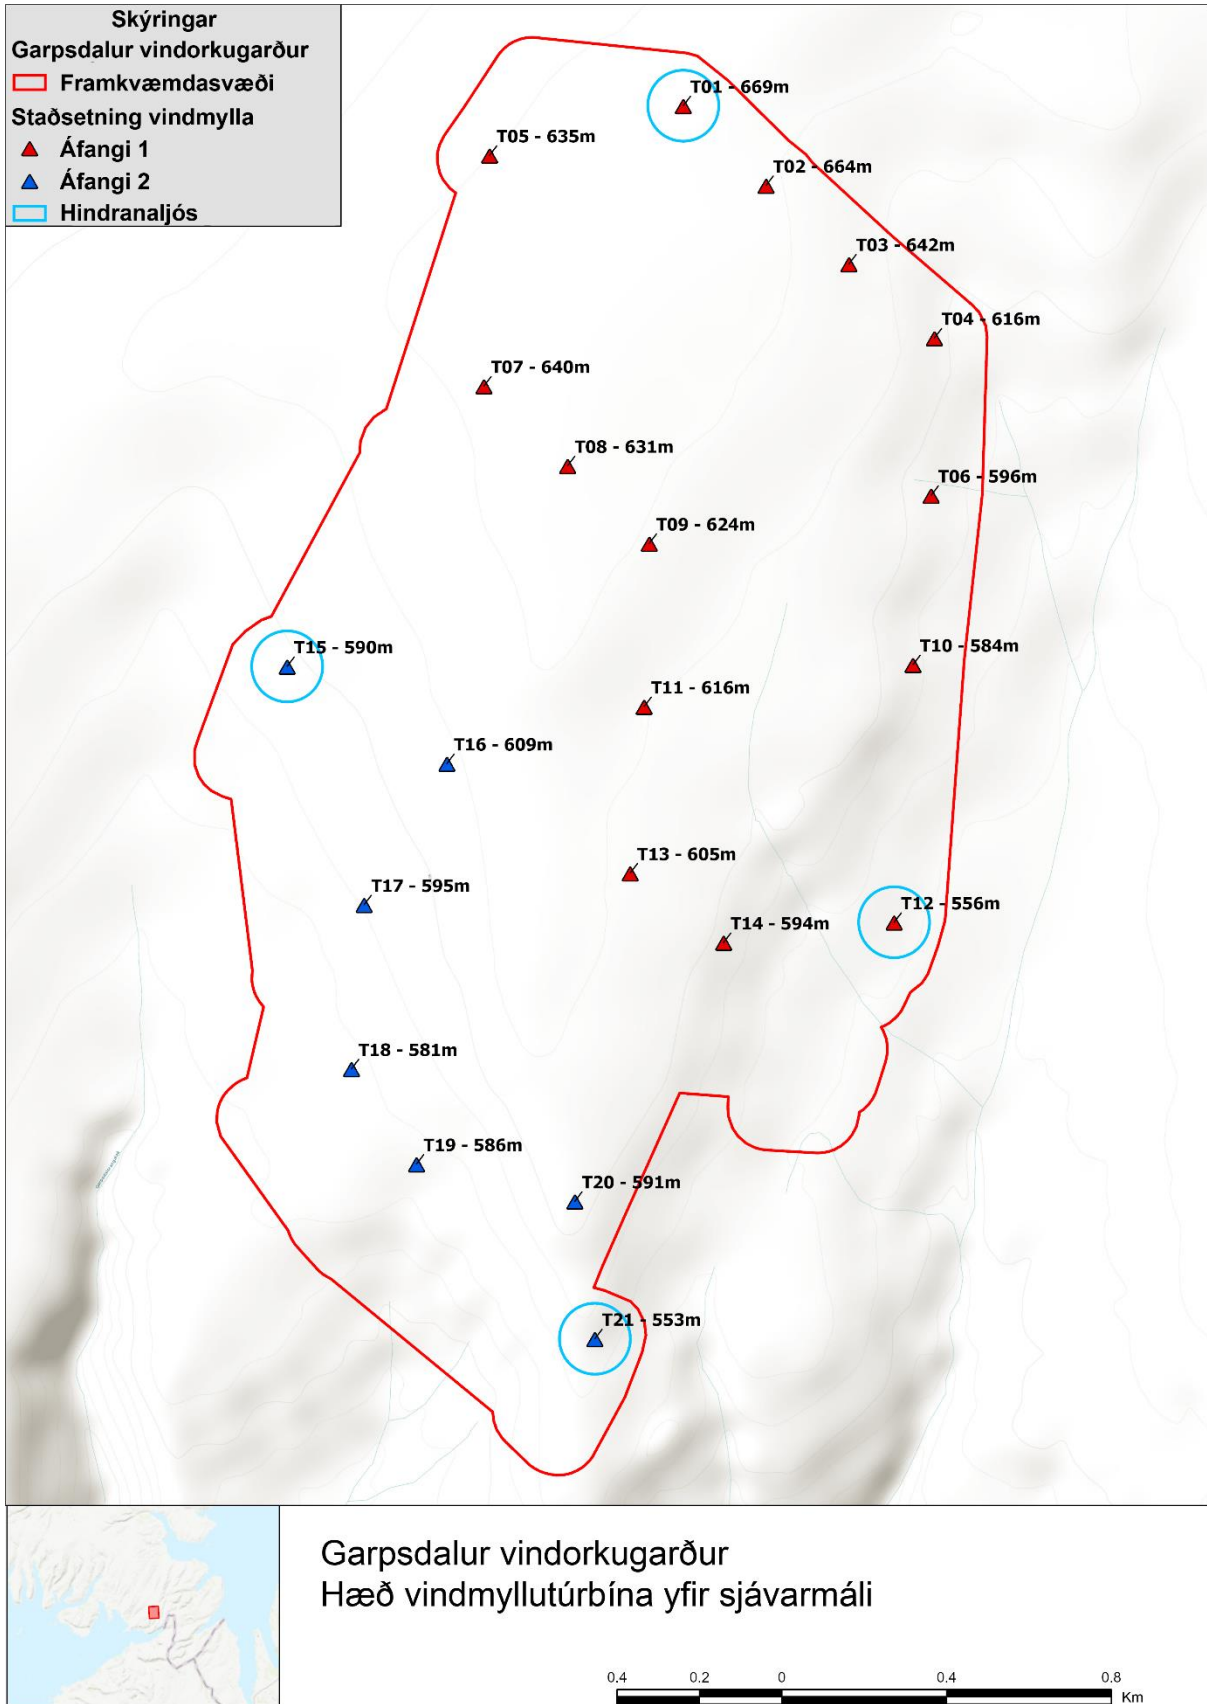 Skýringar
Garpsdalur vindorkugarður
Framkvæmdasvæði
Staðsetning vindmylla
Áfangi 1
Áfangi 2
Hindranaljós
T01 - 669m
T05 - 635m
T02 - 664m
T03 - 642m
T04 - 616m
T07 - 640m
T08 - 631m
T06 - 596m
T09 - 624m
T15 - 590m
T10 - 584m
T11 - 616m
T16 - 609m
T13 - 605m
T17 - 595m
T12 - 556m
T14 - 594m
T18 - 581m
T19 - 586m
T20 - 591m
T21 - 553m
Garpsdalur vindorkugarður
Hæð vindmyllutúrbína yfir sjávarmáli
0.4 0.2 0 0.4 0.8
Km